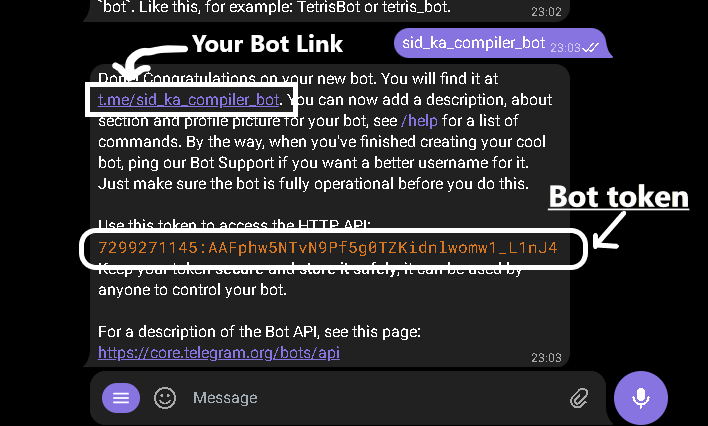 `bot`. Like this, for example: TetrisBot or tetris_bot.
23:02
Your Bot Link
sid_ka_compiler_bot 23:03
Done! Congratulations on your new bot. You will find it at
t.me/sid_ka_compiler_bot. You can now add a description, about
section and profile picture for your bot, see /help for a list of
commands. By the way, when you've finished creating your cool
bot, ping our Bot Support if you want a better username for it.
Just make sure the bot is fully operational before you do this.
Bot token
Use this token to access the HTTP API:
7299271145:AAFphw5NTvN9Pf5g0TZKidnlwomw1_L1nJ4
Keep your token secure and store it safely, it can be used by
anyone to control your bot.
For a description of the Bot API, see this page:
https://core.telegram.org/bots/api
23:03
Message